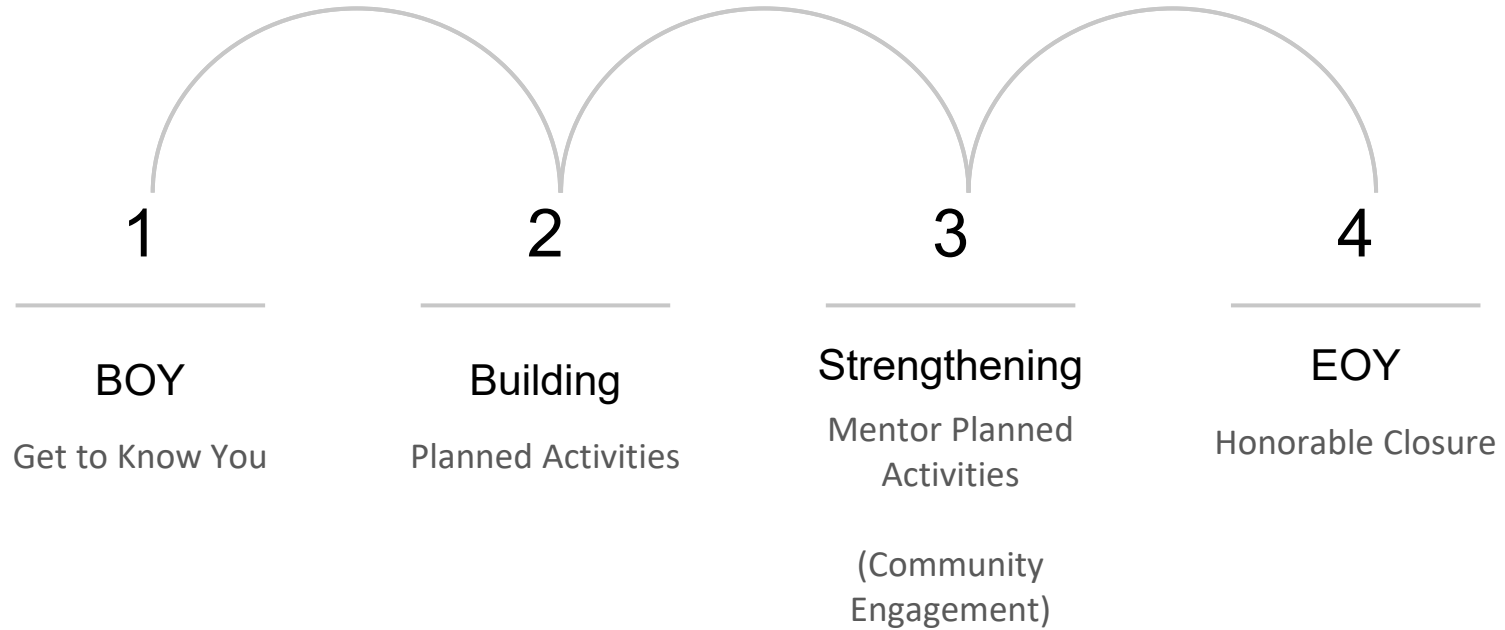 1
BOY
Get to Know You
2
Building
Planned Activities
3
Strengthening
Mentor Planned
Activities
(Community
Engagement)
4
EOY
Honorable Closure